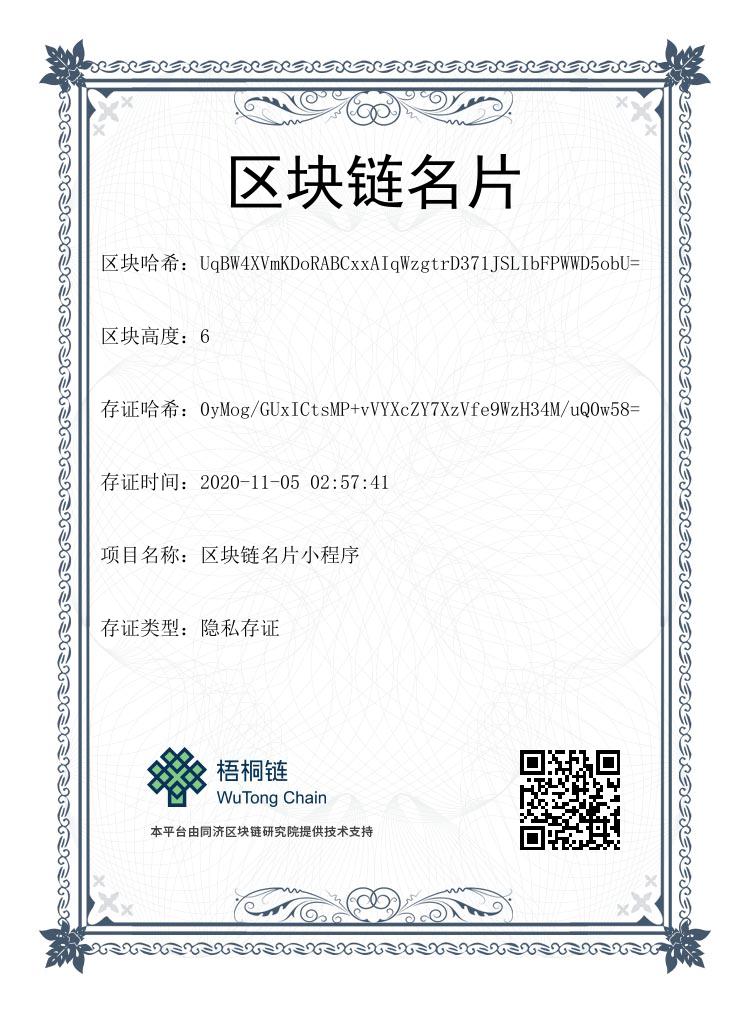 区块链名片
区块哈希：UqBW4XVmKDoRABCxxAIqWzgtrD371JSLIbFPWWD5obU=
区块高度：6
存证哈希：0yMog/GUxICtsMP+vVYXcZY7XzVfe9WzH34M/uQ0w58=
存证时间：2020-11-05 02:57:41
项目名称：区块链名片小程序
存证类型：隐私存证
梧桐链
WuTong Chain
本平台由同济区块链研究院提供技术支持